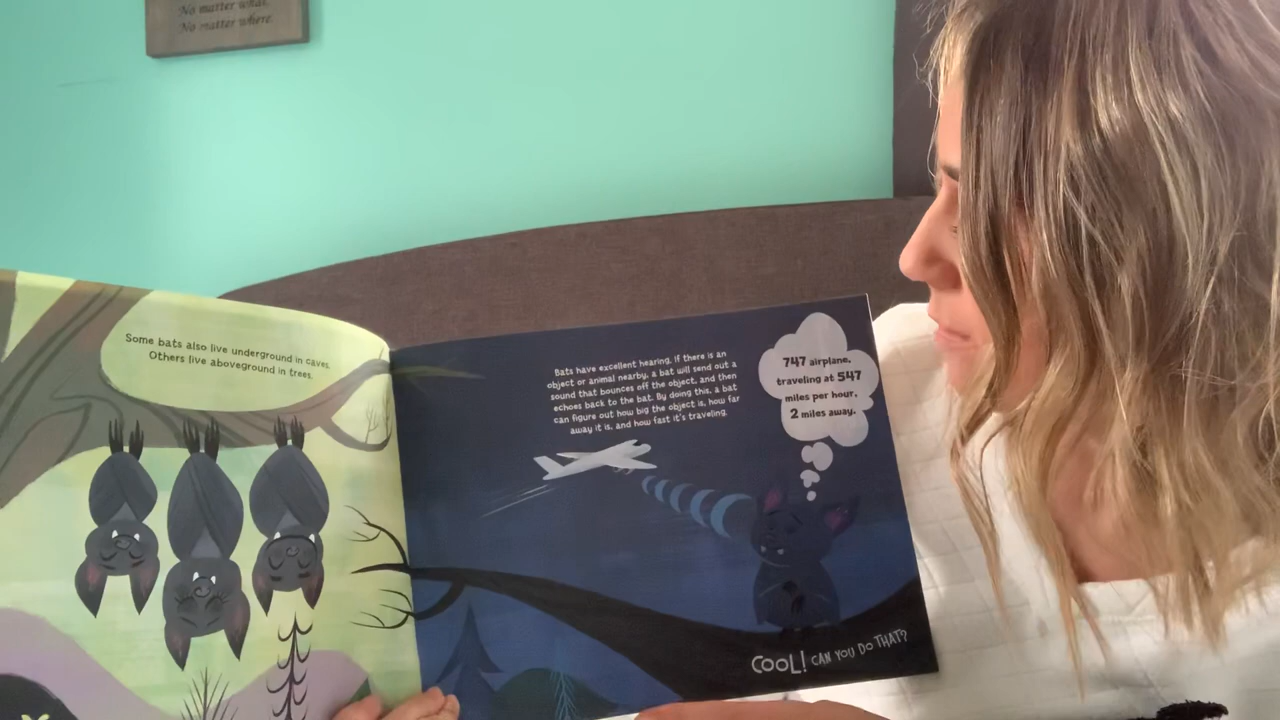 No matter what.
No matter where.
Some bats also live underground in caves.
Others live aboveground in trees.
Bats have excellent hearing. If there is an
object or animal nearby, a bat will send out a
sound that bounces off the object, and then
echoes back to the bat. By doing this, a bat
can figure out how big the object is, how far
away it is, and how fast it's traveling.
747 airplane,
traveling at 547
miles per hour,
2 miles away.
COOL! CAN YOU DO THAT?